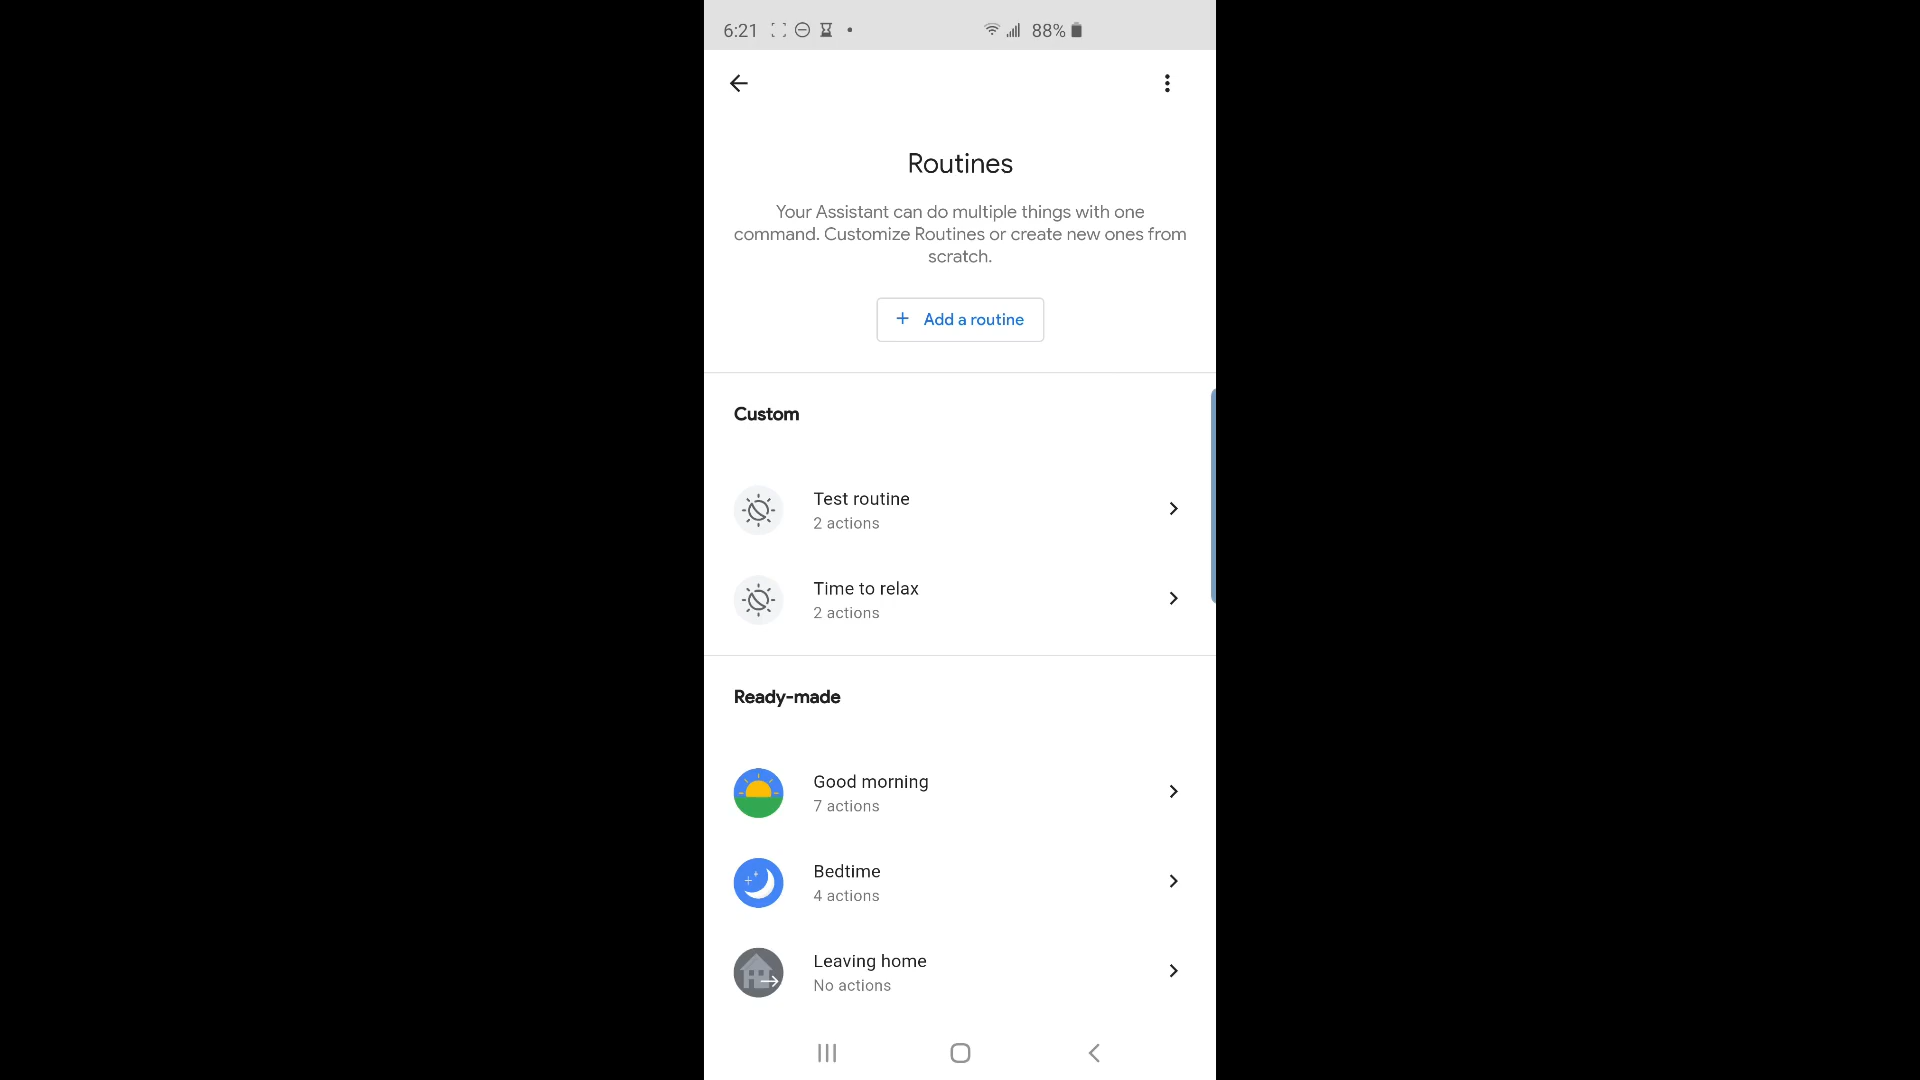 6:21 88%
Routines
Your Assistant can do multiple things with one
command. Customize Routines or create new ones from
scratch.
+ Add a routine
Custom
Test routine
2 actions
Time to relax
2 actions
Ready-made
Good morning
7 actions
Bedtime
4 actions
Leaving home
No actions